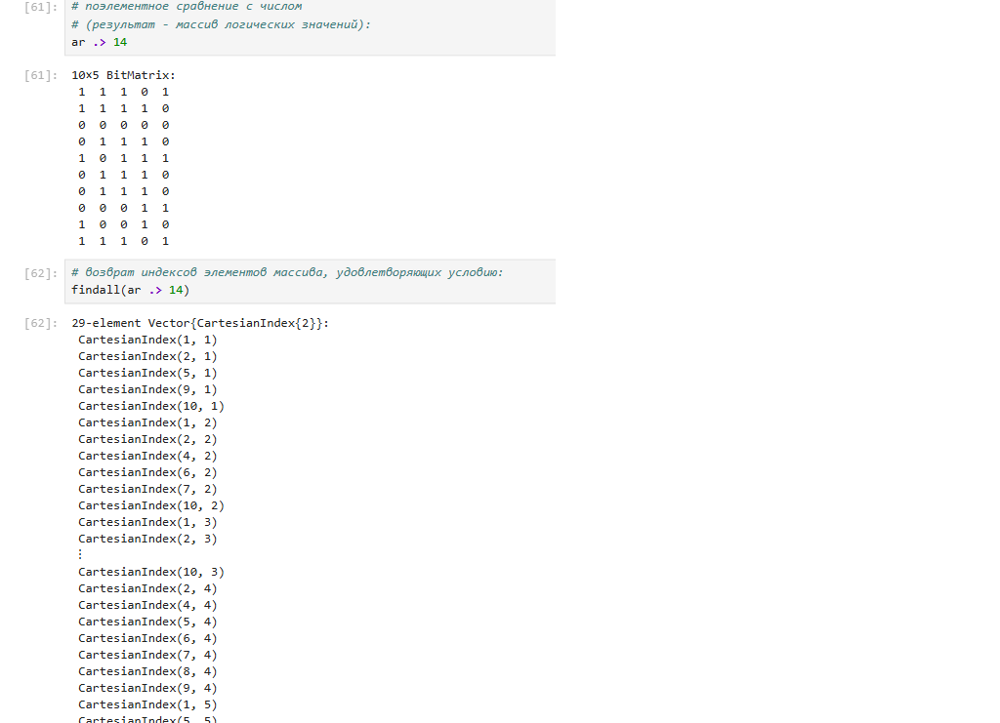 [61]: # поэлементное сравнение с числом
# (результат - массив логических значений):
ar .> 14
[61]: 10×5 BitMatrix:
1 1 1 0 1
1 1 1 1 0
0 0 0 0 0
0 1 1 1 0
1 0 1 1 1
0 1 1 1 0
0 1 1 1 0
0 0 0 1 1
1 0 0 1 0
1 1 1 0 1
[62]: # возврат индексов элементов массива, удовлетворяющих условию:
findall(ar .> 14)
[62]: 29-element Vector{CartesianIndex{2}}:
CartesianIndex(1, 1)
CartesianIndex(2, 1)
CartesianIndex(5, 1)
CartesianIndex(9, 1)
CartesianIndex(10, 1)
CartesianIndex(1, 2)
CartesianIndex(2, 2)
CartesianIndex(4, 2)
CartesianIndex(6, 2)
CartesianIndex(7, 2)
CartesianIndex(10, 2)
CartesianIndex(1, 3)
CartesianIndex(2, 3)
⋮
CartesianIndex(10, 3)
CartesianIndex(2, 4)
CartesianIndex(4, 4)
CartesianIndex(5, 4)
CartesianIndex(6, 4)
CartesianIndex(7, 4)
CartesianIndex(8, 4)
CartesianIndex(9, 4)
CartesianIndex(1, 5)
CartesianIndex(5, 5)